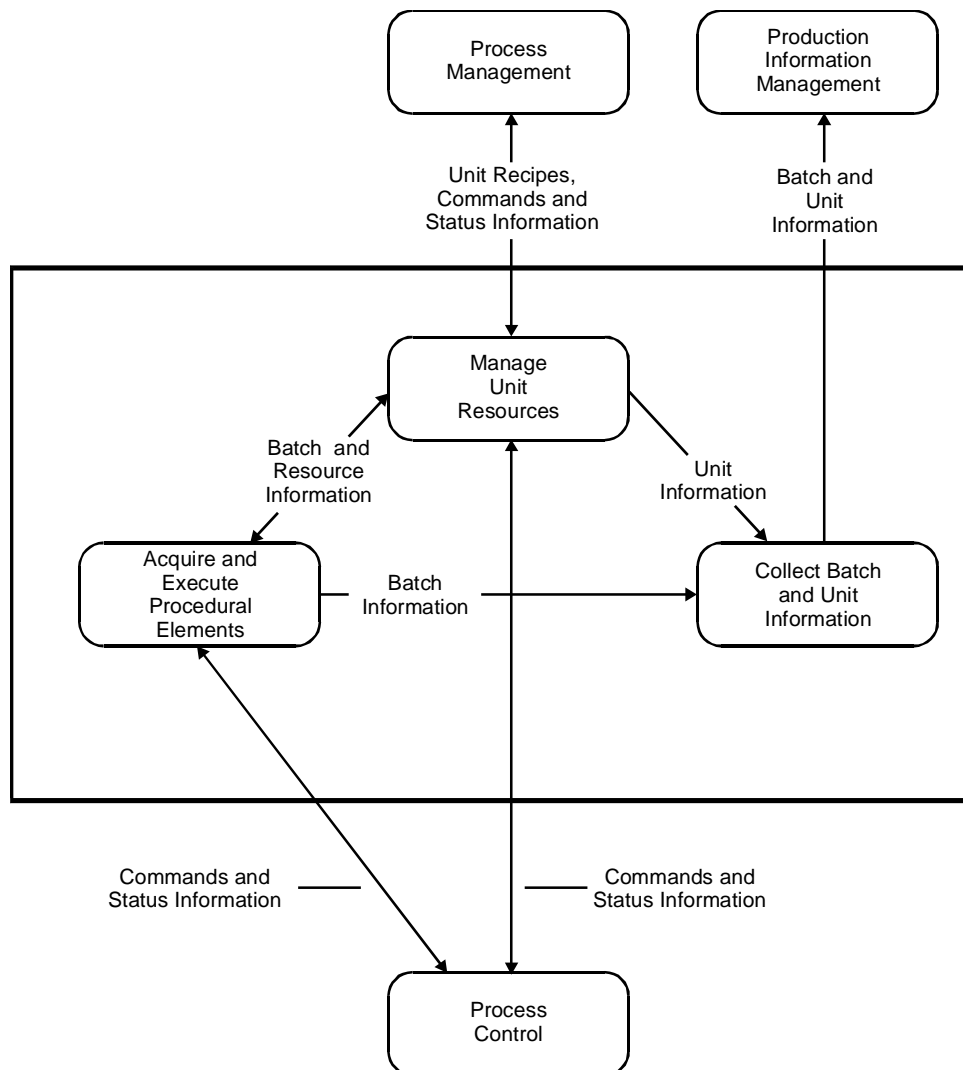 Process
Management
Production
Information
Management
Unit Recipes,
Commands and
Status Information
Batch and
Unit
Information
Manage
Unit
Resources
Batch and
Resource
Information
Unit
Information
Acquire and
Execute
Procedural
Elements
Batch
Information
Collect Batch
and Unit
Information
Commands and
Status Information
Commands and
Status Information
Process
Control